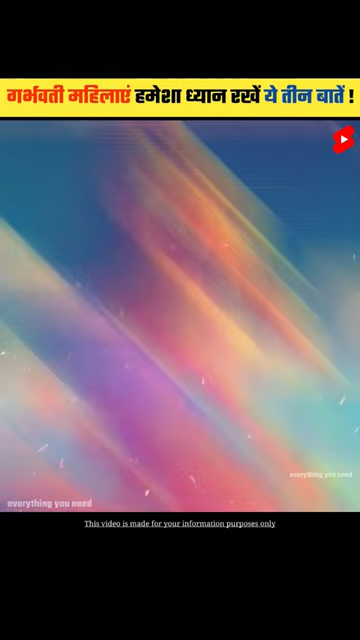 गर्भवती महिलाएं हमेशा ध्यान रखें ये तीन बातें !
everything you need
everything you need
This video is made for your information purposes only